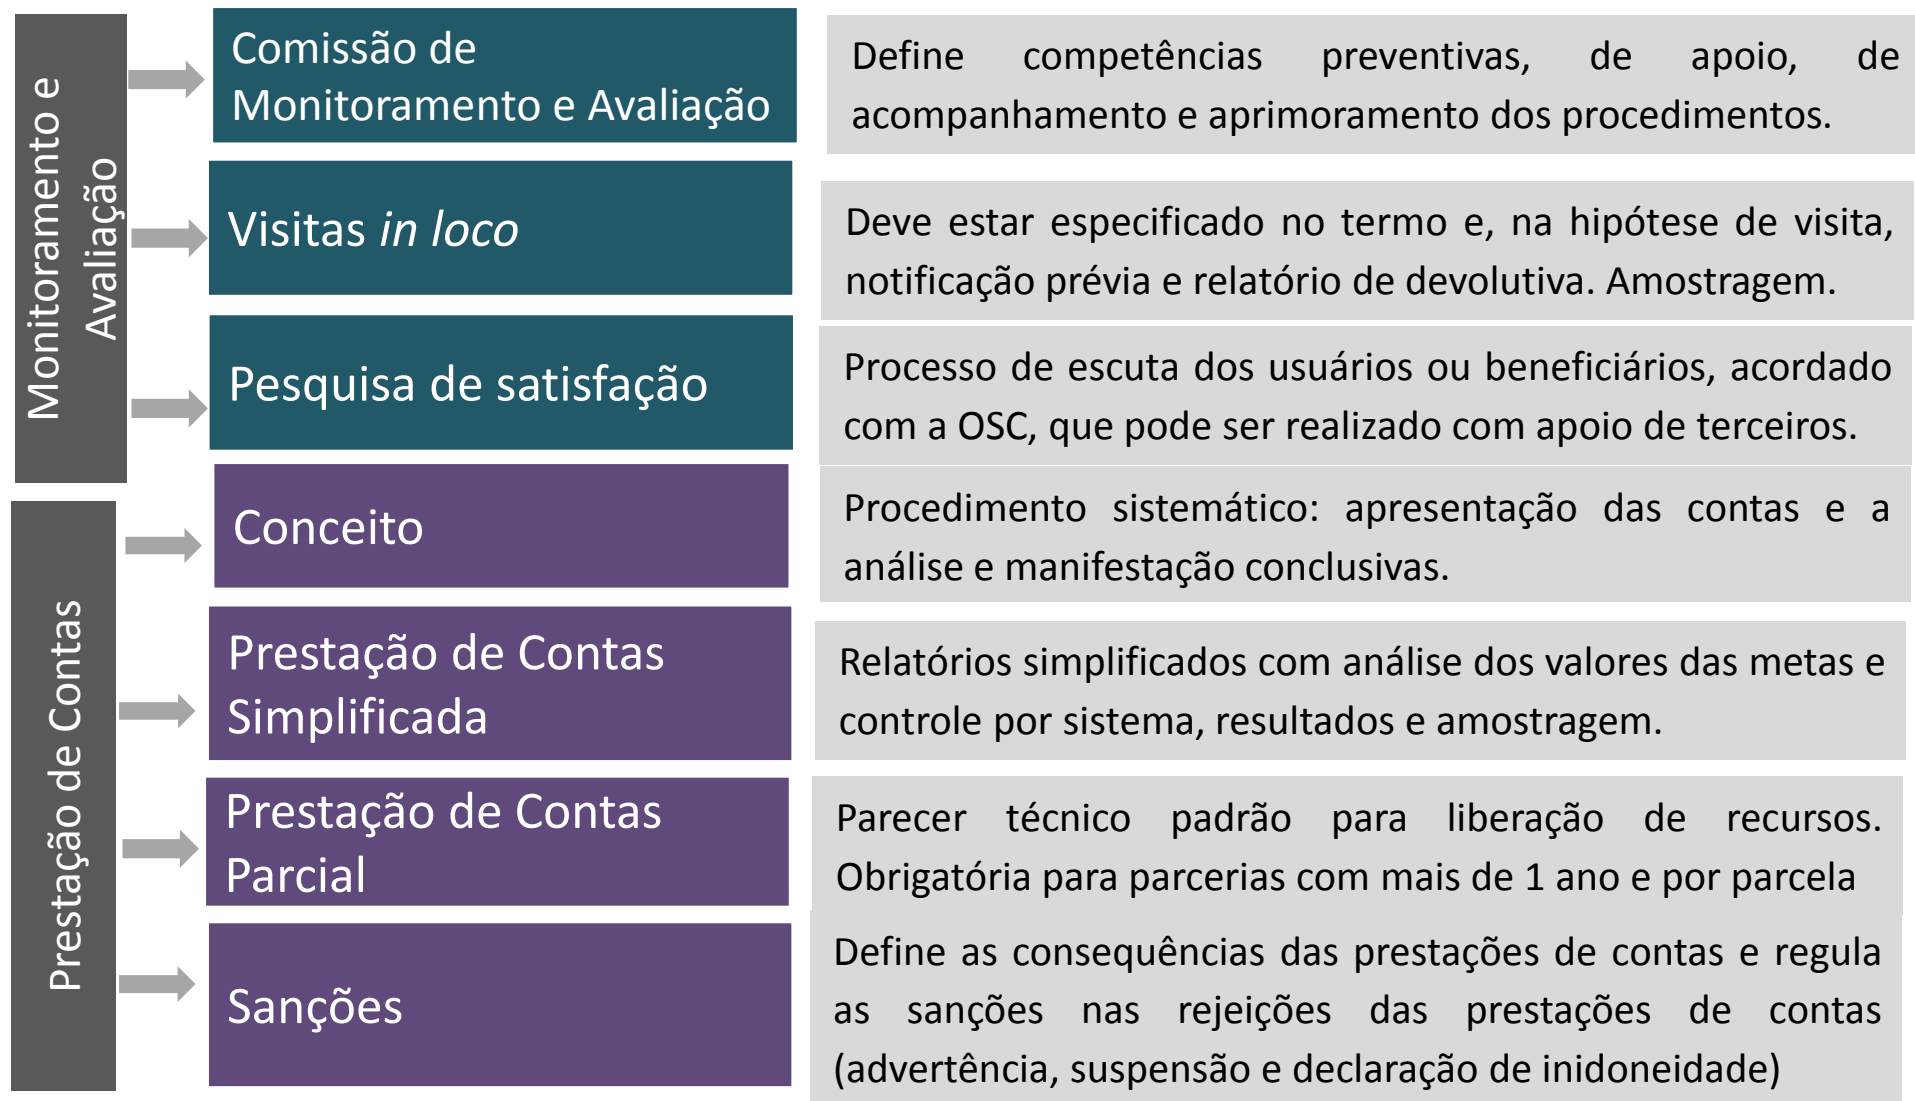 Monitoramento e
Avaliação
Comissão de
Monitoramento e Avaliação
Define competências preventivas, de apoio, de
acompanhamento e aprimoramento dos procedimentos.
Visitas in loco
Deve estar especificado no termo e, na hipótese de visita,
notificação prévia e relatório de devolutiva. Amostragem.
Pesquisa de satisfação
Processo de escuta dos usuários ou beneficiários, acordado
com a OSC, que pode ser realizado com apoio de terceiros.
Prestação de Contas
Conceito
Procedimento sistemático: apresentação das contas e a
análise e manifestação conclusivas.
Prestação de Contas
Simplificada
Relatórios simplificados com análise dos valores das metas e
controle por sistema, resultados e amostragem.
Prestação de Contas
Parcial
Parecer técnico padrão para liberação de recursos.
Obrigatória para parcerias com mais de 1 ano e por parcela
Sanções
Define as consequências das prestações de contas e regula
as sanções nas rejeições das prestações de contas
(advertência, suspensão e declaração de inidoneidade)